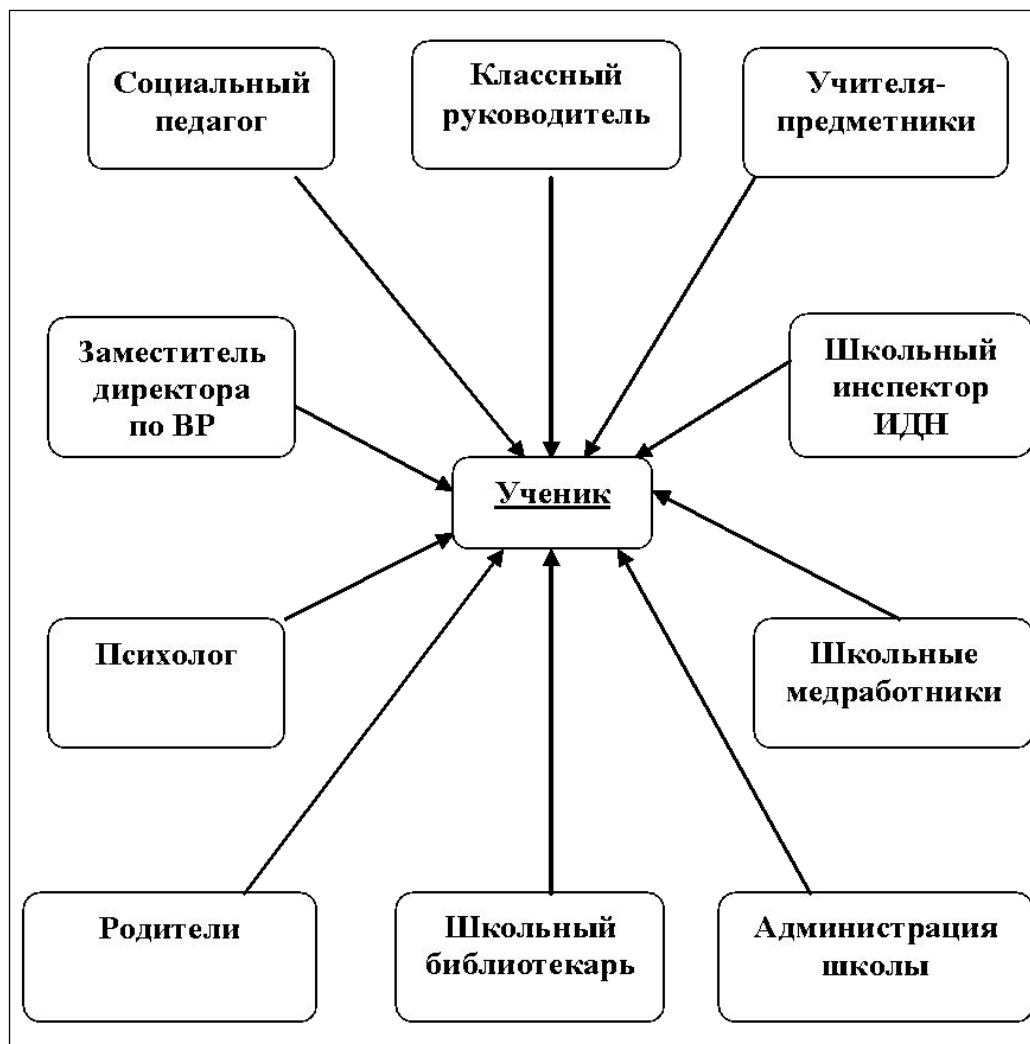 Социальный
педагог
Классный
руководитель
Учителя-
предметники
Заместитель
директора
по ВР
Школьный
инспектор
ИДН
Ученик
Психолог
Школьные
медработники
Родители
Школьный
библиотекарь
Администрация
школы